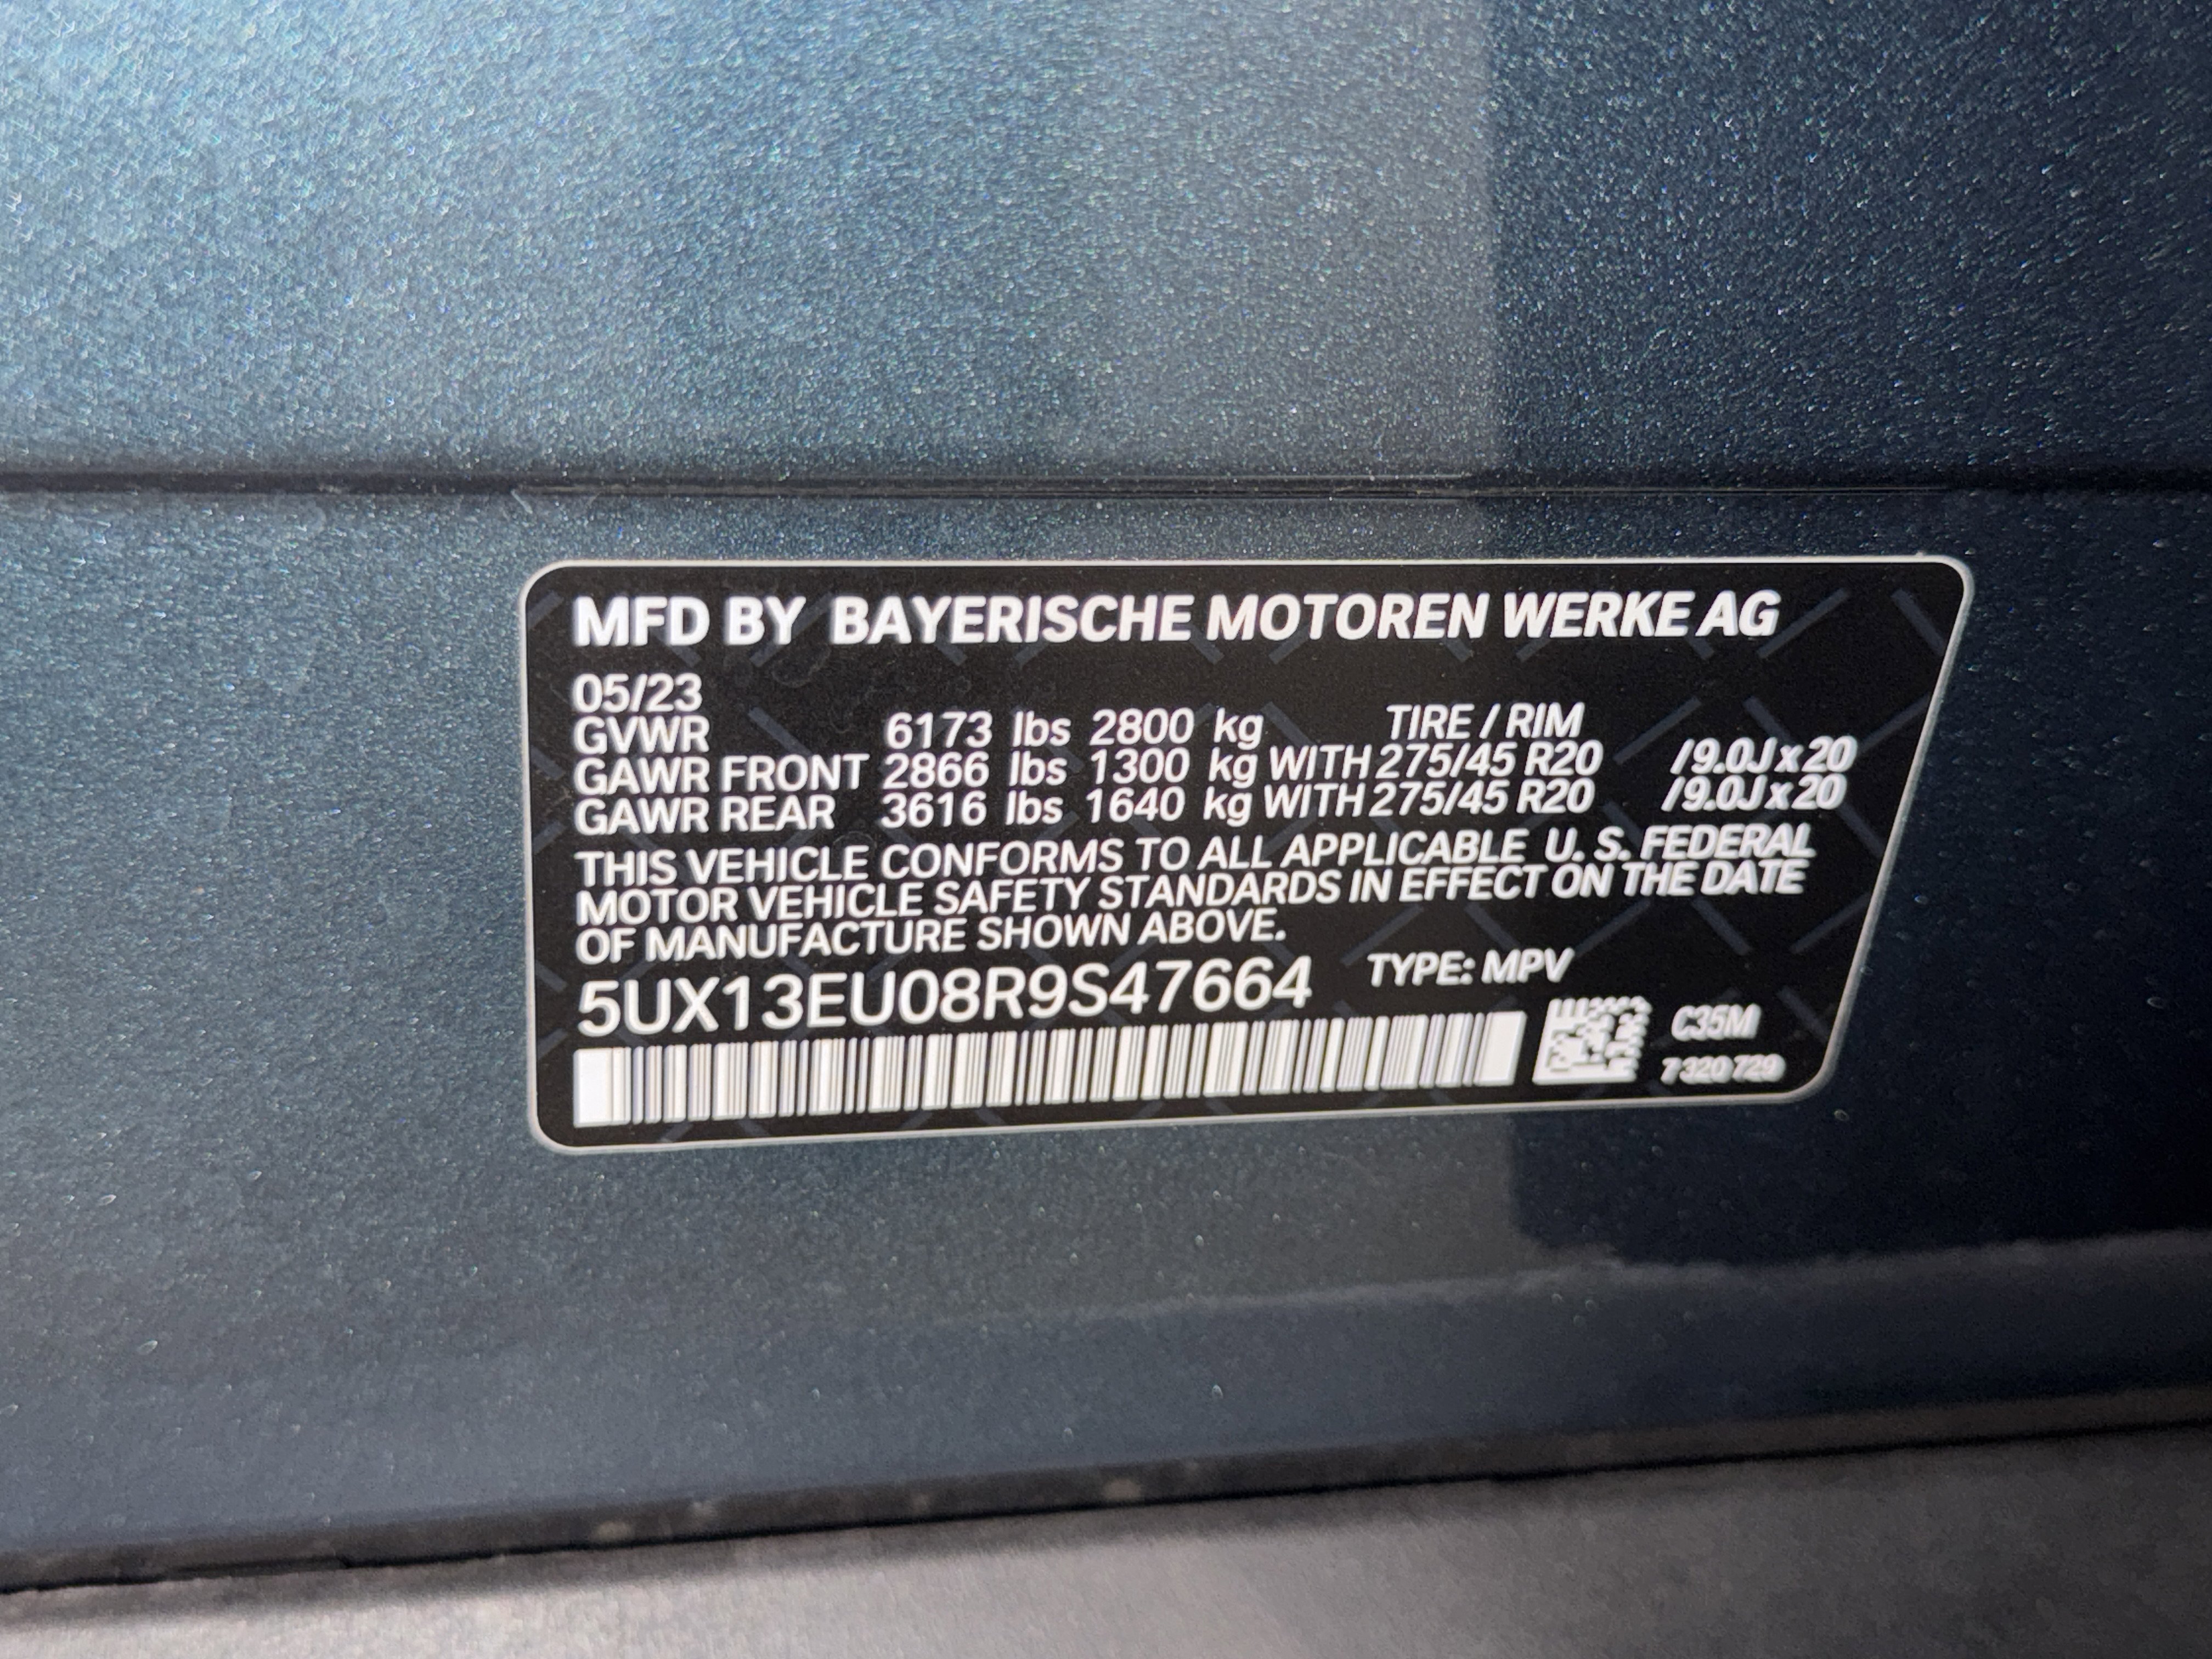 MFD BY BAYERISCHE MOTOREN WERKE AG
05/23
GVWR 6173 lbs 2800 kg TIRE / RIM
GAWR FRONT 2866 lbs 1300 kg WITH 275/45 R20 /9.0J x 20
GAWR REAR 3616 lbs 1640 kg WITH 275/45 R20 /9.0J x 20
THIS VEHICLE CONFORMS TO ALL APPLICABLE U. S. FEDERAL
MOTOR VEHICLE SAFETY STANDARDS IN EFFECT ON THE DATE
OF MANUFACTURE SHOWN ABOVE.
5UX13EU08R9S47664 TYPE: MPV
C35M
7 320 729